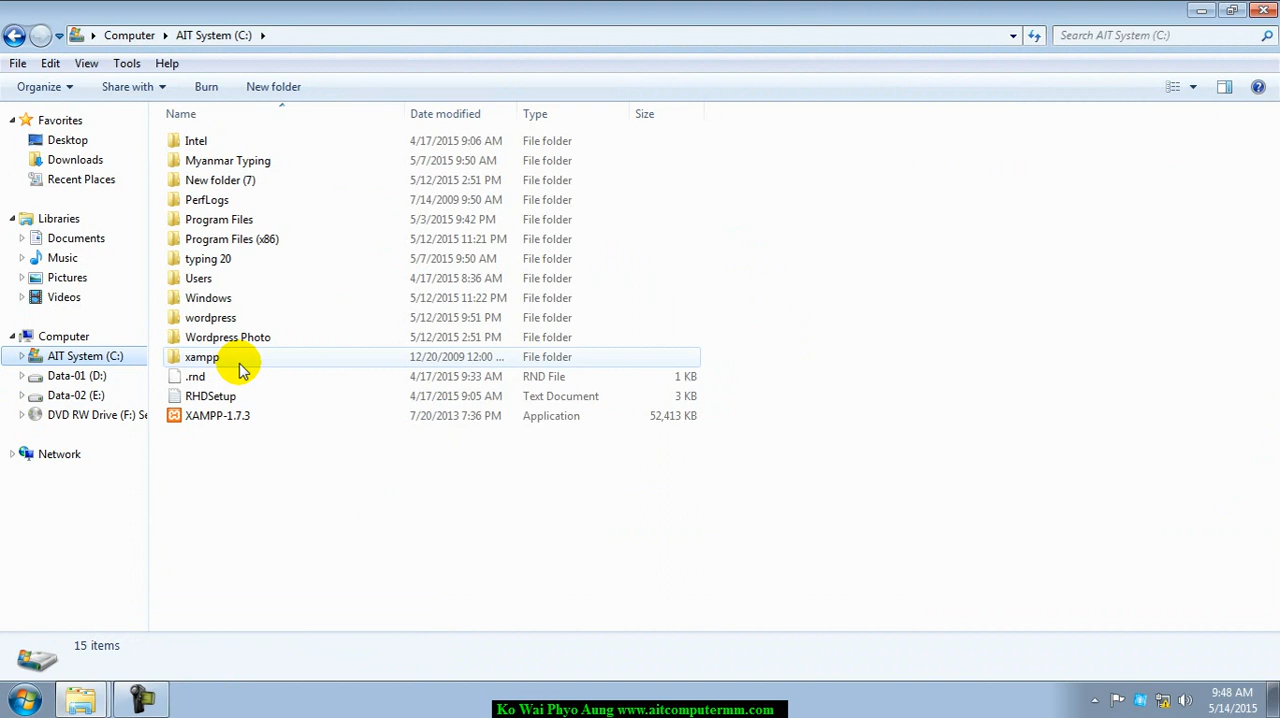 Computer AIT System (C:) Search AIT System (C:)
File Edit View Tools Help
Organize Share with Burn New folder
Name Date modified Type Size
Favorites
Desktop
Downloads
Recent Places
Libraries
Documents
Music
Pictures
Videos
Computer
AIT System (C:)
Data-01 (D:)
Data-02 (E:)
DVD RW Drive (F:) Se
Network
Intel 4/17/2015 9:06 AM File folder
Myanmar Typing 5/7/2015 9:50 AM File folder
New folder (7) 5/12/2015 2:51 PM File folder
PerfLogs 7/14/2009 9:50 AM File folder
Program Files 5/3/2015 9:42 PM File folder
Program Files (x86) 5/12/2015 11:21 PM File folder
typing 20 5/7/2015 9:50 AM File folder
Users 4/17/2015 8:36 AM File folder
Windows 5/12/2015 11:22 PM File folder
wordpress 5/12/2015 9:51 PM File folder
Wordpress Photo 5/12/2015 2:51 PM File folder
xampp 12/20/2009 12:00 ... File folder
.rnd 4/17/2015 9:33 AM RND File 1 KB
RHDSetup 4/17/2015 9:05 AM Text Document 3 KB
XAMPP-1.7.3 7/20/2013 7:36 PM Application 52,413 KB
15 items
9:48 AM
5/14/2015
Ko Wai Phyo Aung www.aitcomputermm.com